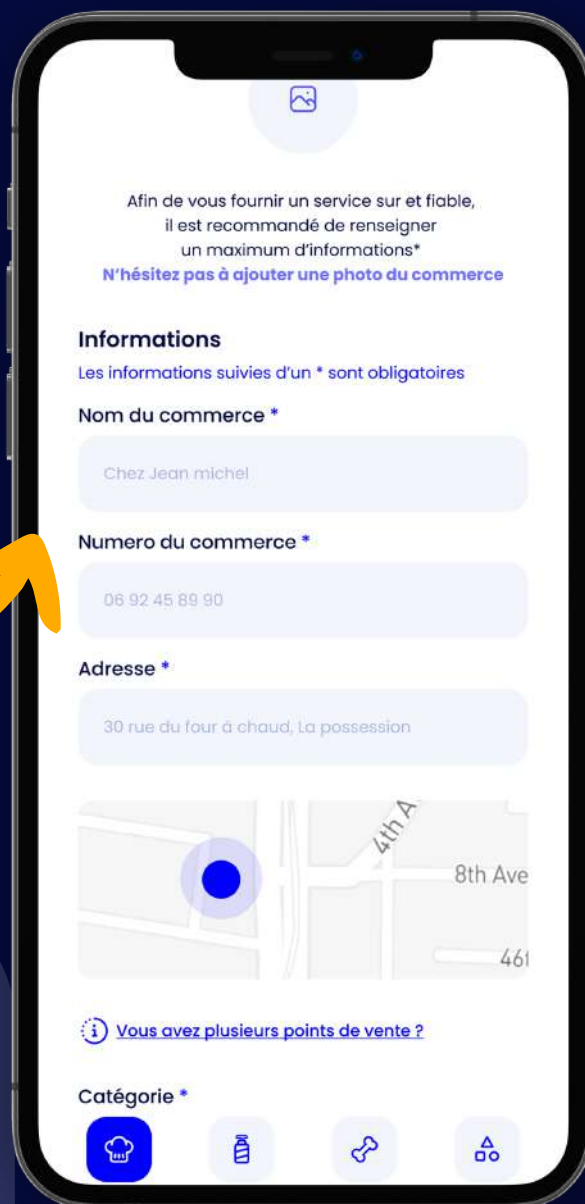 Afin de vous fournir un service sur et fiable,
il est recommandé de renseigner
un maximum d'informations*
N'hésitez pas à ajouter une photo du commerce
Informations
Les informations suivies d'un * sont obligatoires
Nom du commerce *
Chez Jean michel
Numero du commerce *
06 92 45 89 90
Adresse *
30 rue du four à chaud, La possession
4th A
8th Ave
461
Vous avez plusieurs points de vente ?
Catégorie *